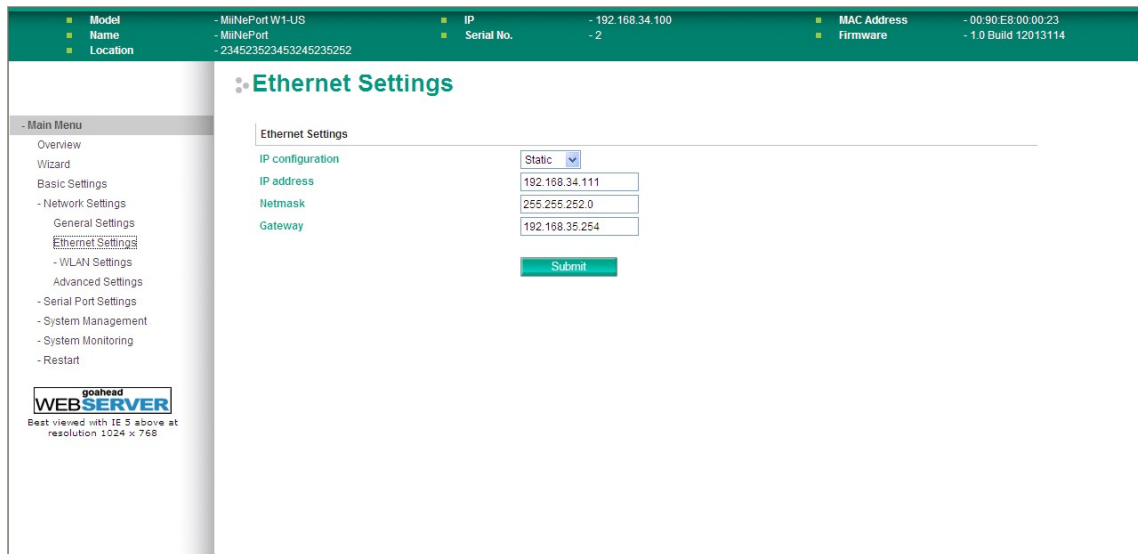 Model - MiiNePort W1-US IP - 192.168.34.100 MAC Address - 00:90:E8:00:00:23
Name - MiiNePort Serial No. - 2 Firmware - 1.0 Build 12013114
Location - 234523523453245235252
Ethernet Settings
- Main Menu
Overview
Wizard
Basic Settings
- Network Settings
General Settings
Ethernet Settings
- WLAN Settings
Advanced Settings
- Serial Port Settings
- System Management
- System Monitoring
- Restart
goahead
WEBSERVER
Best viewed with IE 5 above at
resolution 1024 x 768
Ethernet Settings
IP configuration Static
IP address 192.168.34.111
Netmask 255.255.252.0
Gateway 192.168.35.254
Submit